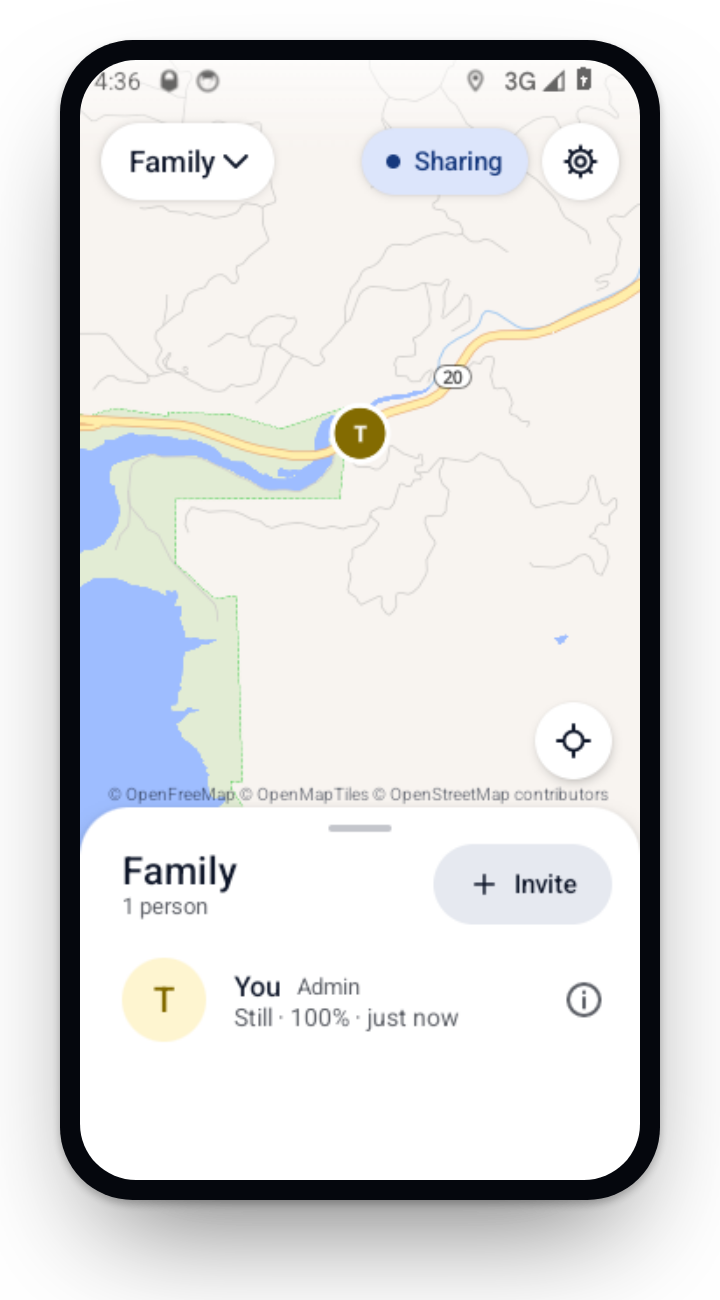 4:36
3G
Family
Sharing
20
T
© OpenFreeMap © OpenMapTiles © OpenStreetMap contributors
Family
1 person
+ Invite
T
You Admin
Still · 100% · just now